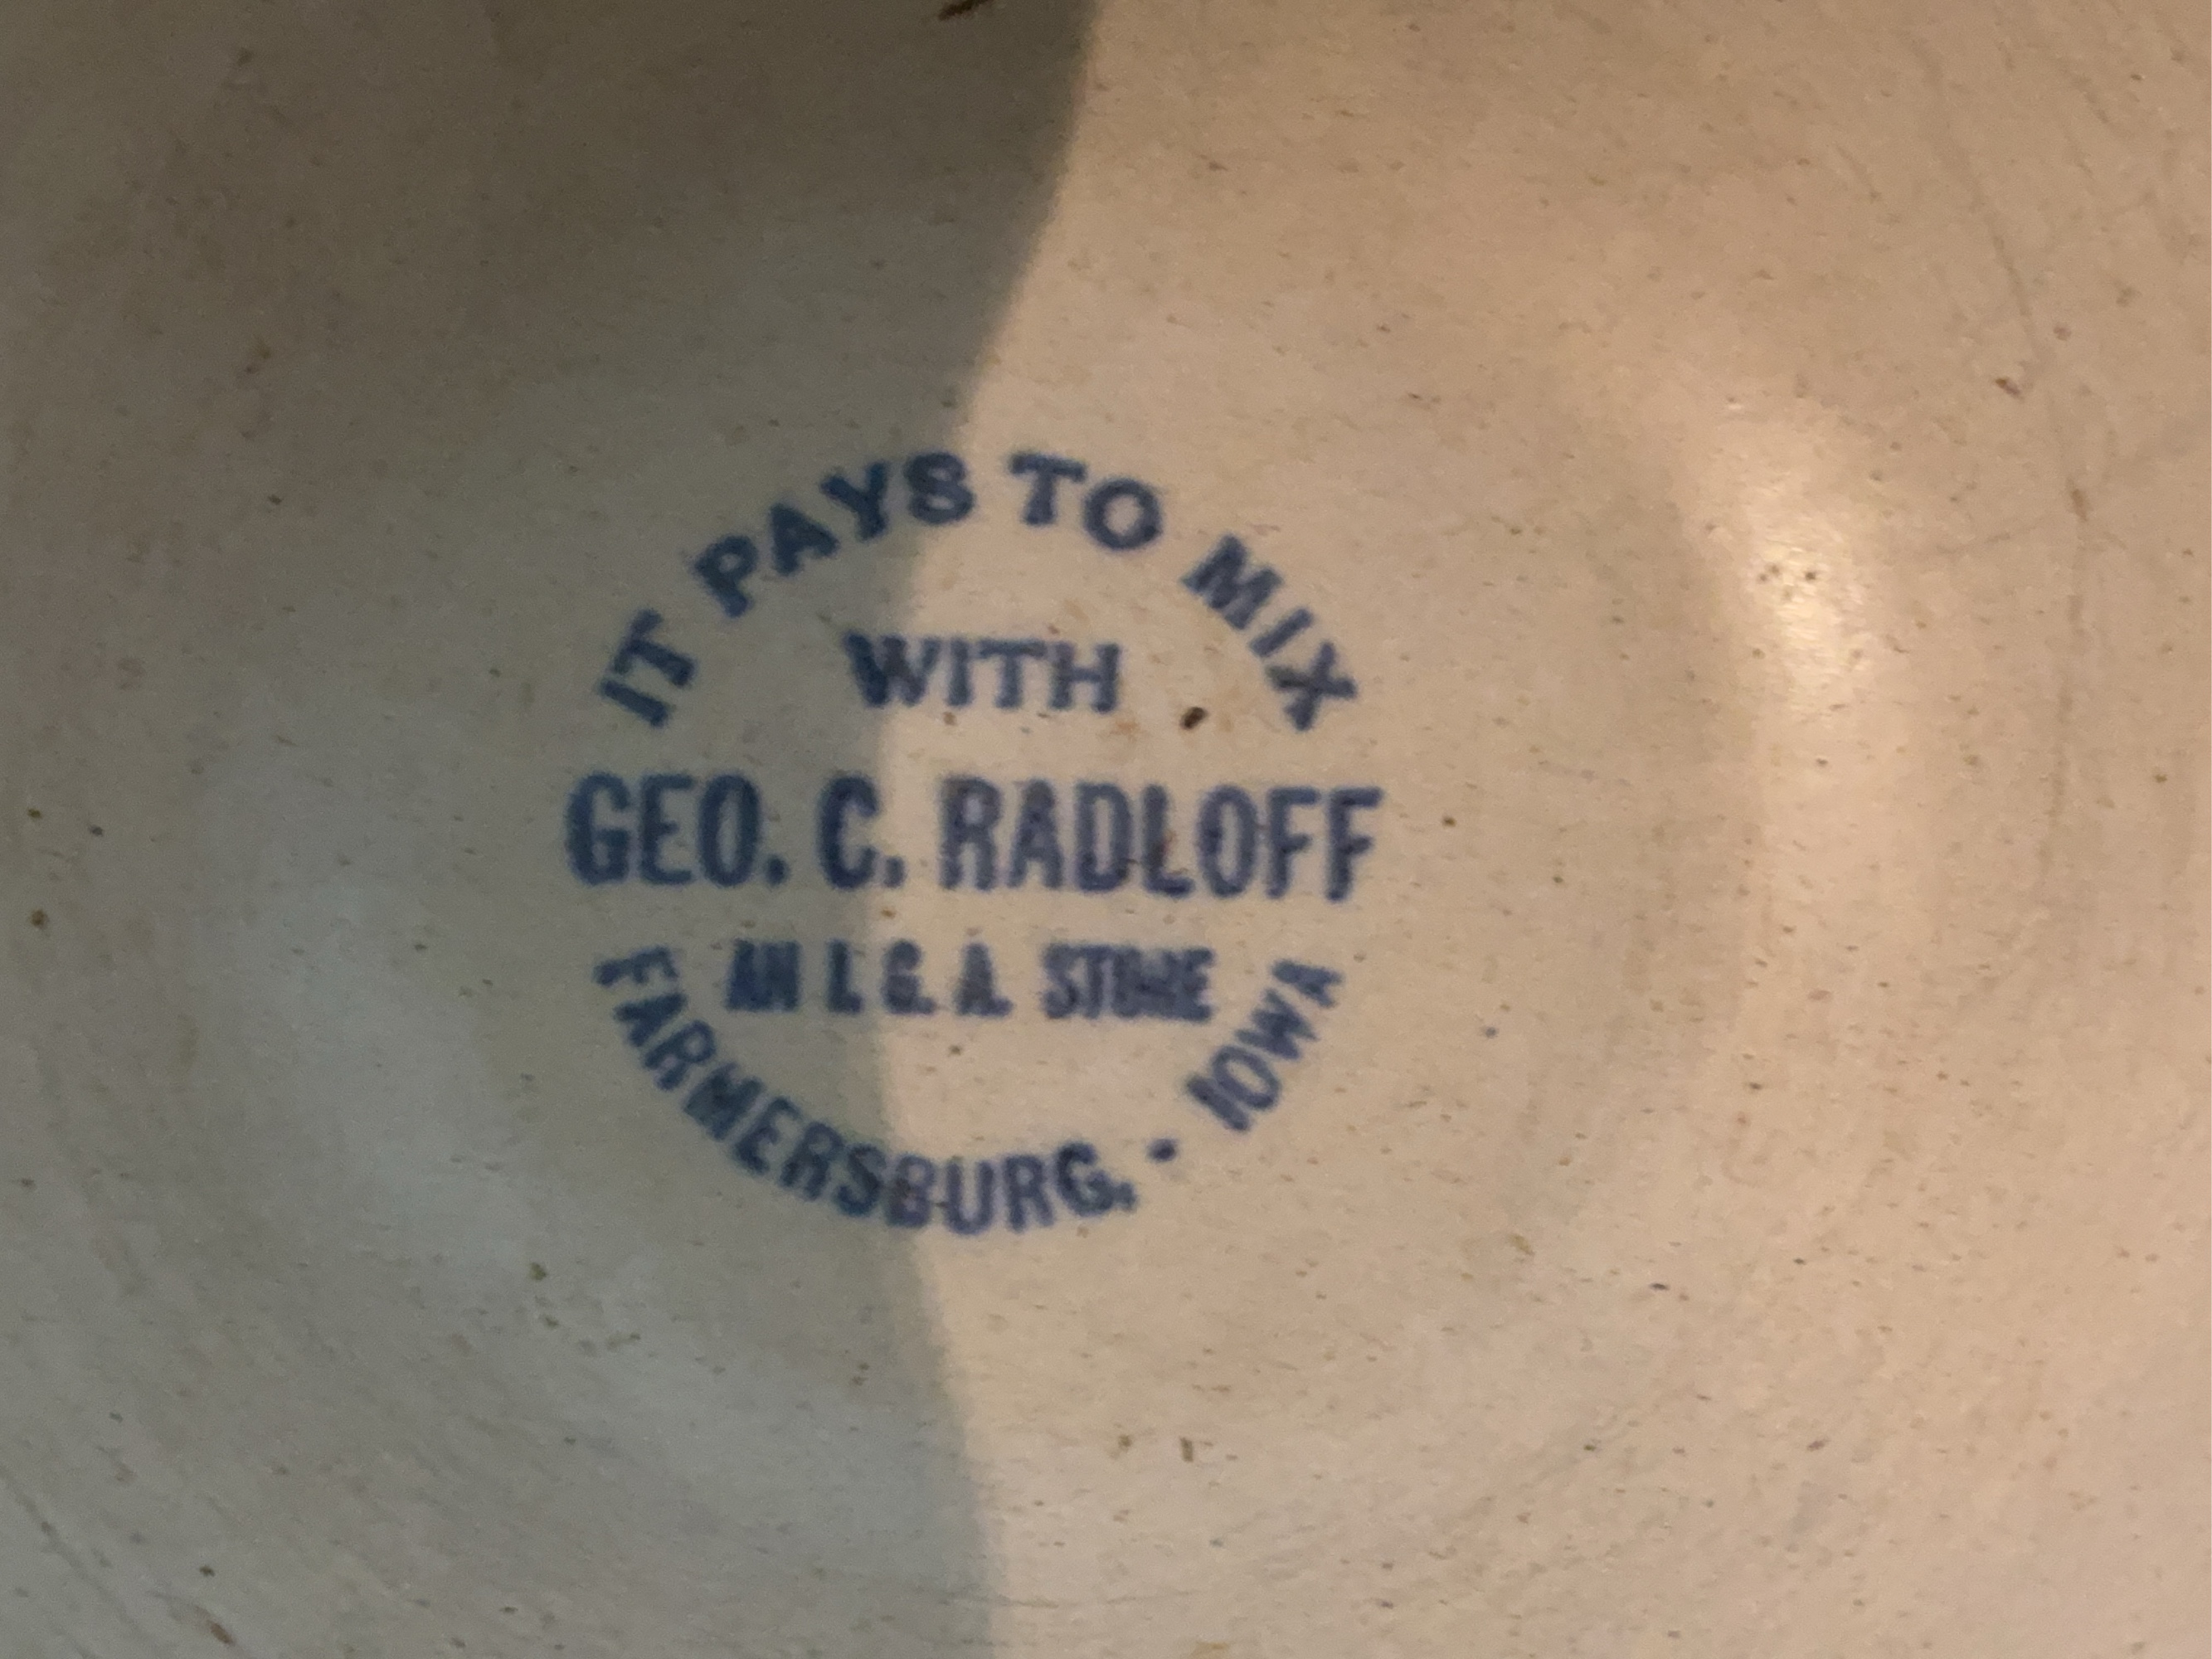 IT PAYS TO MIX
WITH
GEO. C. RADLOFF
AN I. G. A. STORE
FARMERSBURG, - IOWA